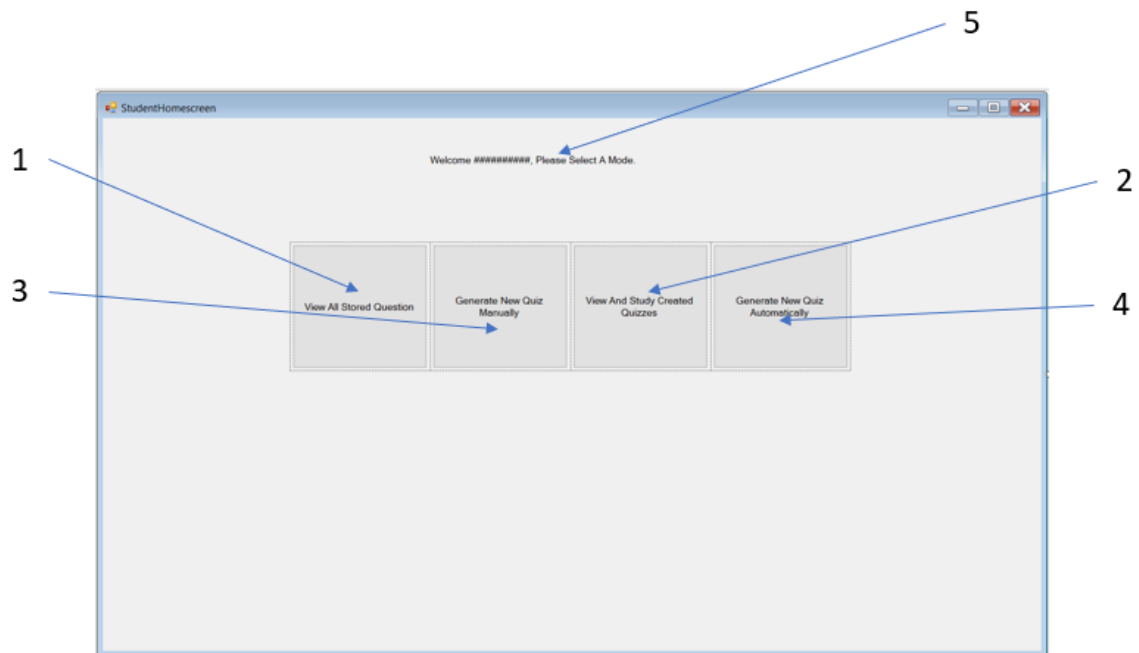 5
StudentHomescreen
1
Welcome ##########, Please Select A Mode.
2
3
View All Stored Question
Generate New Quiz
Manually
View And Study Created
Quizzes
Generate New Quiz
Automatically
4